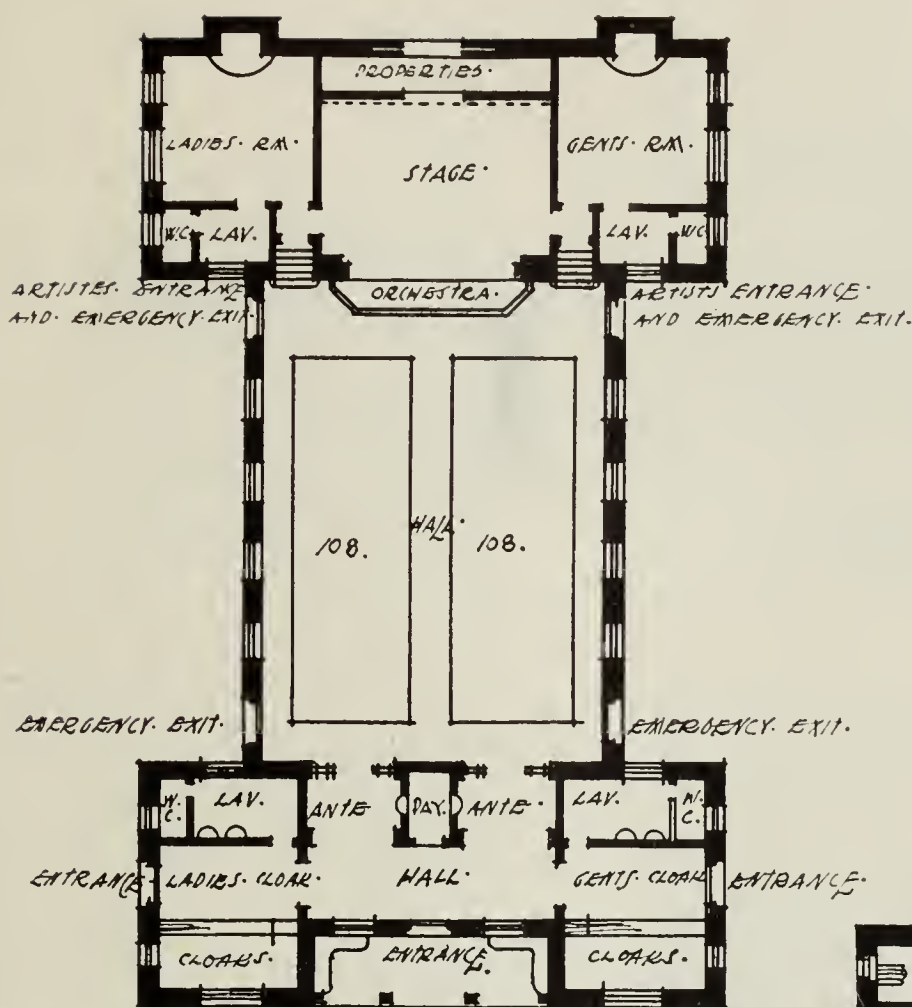 PROPERTIES.
LADIES. RM.
STAGE.
GENTS. RM.
W.C.
LAV.
LAV.
W.C.
ARTISTES. ENTRANCE
AND. EMERGENCY. EXIT.
ORCHESTRA.
ARTISTS ENTRANCE.
AND EMERGENCY. EXIT.
HALL.
108.
108.
EMERGENCY. EXIT.
EMERGENCY. EXIT.
W.
C.
LAV.
ANTE
PAY.
ANTE.
LAV.
W.
C.
ENTRANCE.
LADIES. CLOAK.
HALL.
GENTS. CLOAK
ENTRANCE.
CLOAKS.
ENTRANCE.
CLOAKS.